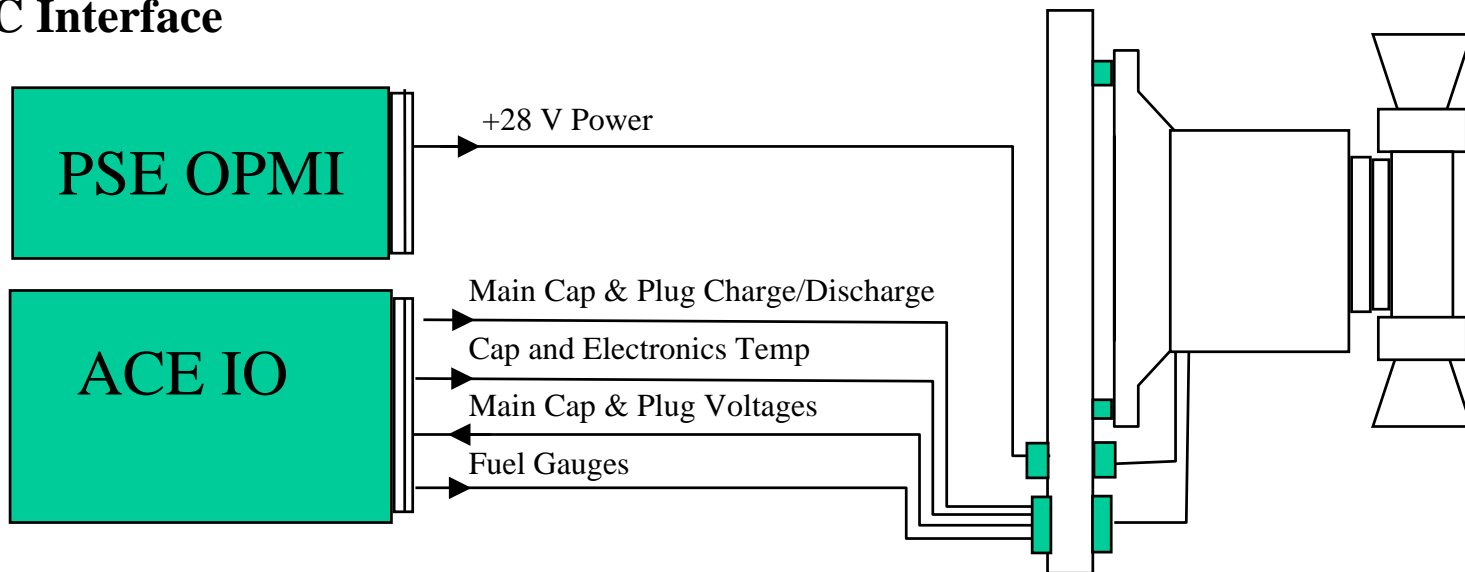 C Interface
+28 V Power
PSE OPMI
Main Cap & Plug Charge/Discharge
Cap and Electronics Temp
ACE IO
Main Cap & Plug Voltages
Fuel Gauges